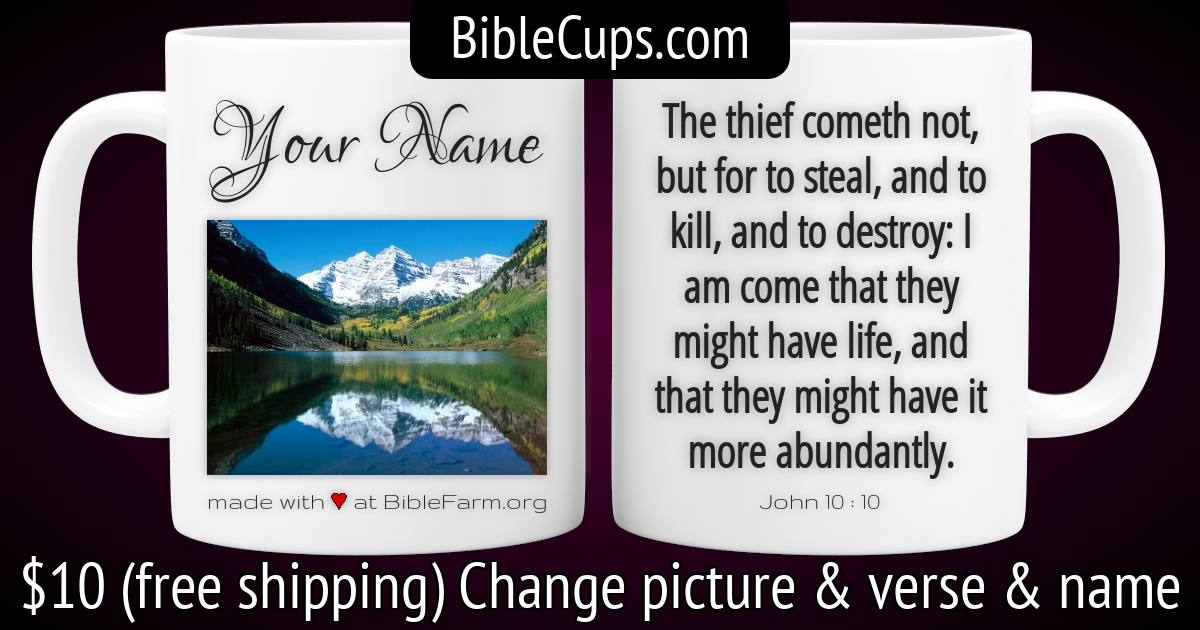 BibleCups.com
Your Name
made with ♥ at BibleFarm.org
The thief cometh not,
but for to steal, and to
kill, and to destroy: I
am come that they
might have life, and
that they might have it
more abundantly.
John 10 : 10
$10 (free shipping) Change picture & verse & name